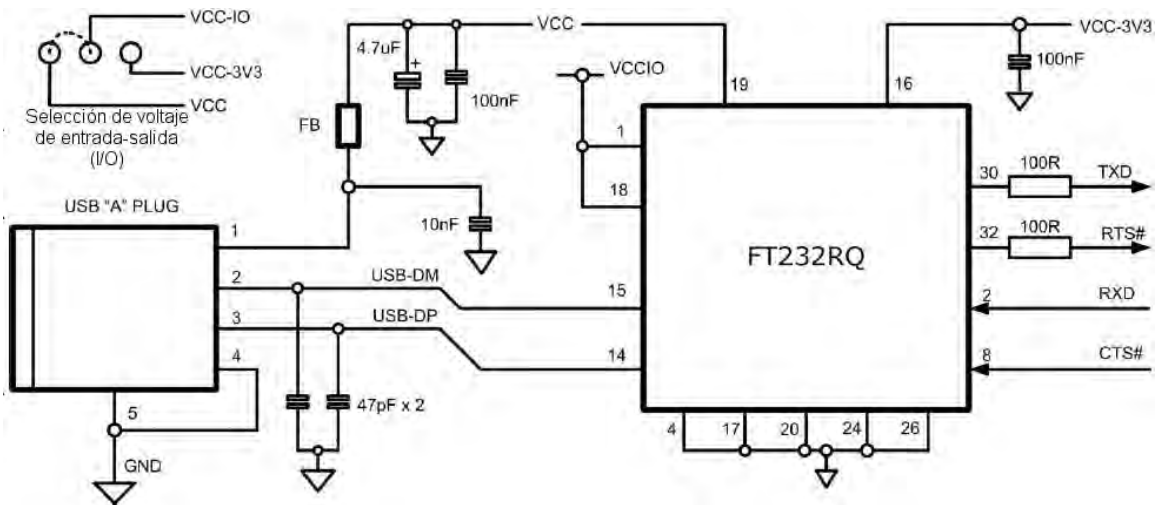 VCC-IO
VCC-3V3
VCC
Selección de voltaje
de entrada-salida
(I/O)
USB "A" PLUG
1
2
3
4
5
GND
FB
4.7uF
+
100nF
10nF
VCC
USB-DM
USB-DP
47pF x 2
VCCIO
19
16
VCC-3V3
100nF
1
18
15
14
FT232RQ
30
100R
TXD
32
100R
RTS#
2
RXD
8
CTS#
4
17
20
24
26